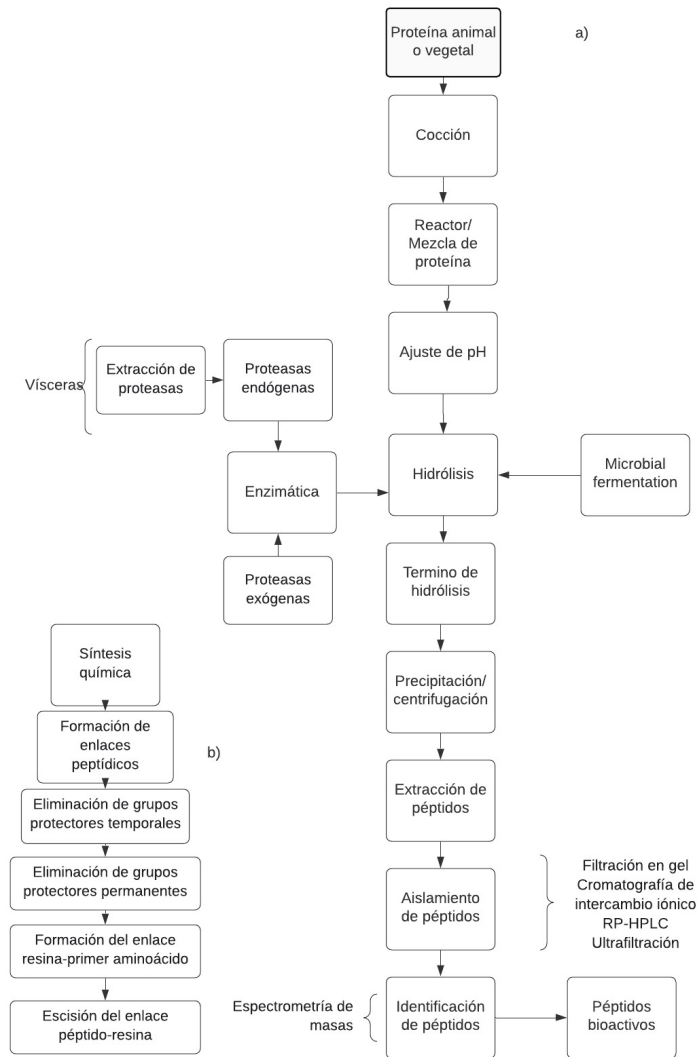 Proteína animal
o vegetal
a)
Cocción
Reactor/
Mezcla de
proteína
Ajuste de pH
Vísceras
Extracción de
proteasas
Proteasas
endógenas
Enzimática
Proteasas
exógenas
Hidrólisis
Microbial
fermentation
Termino de
hidrólisis
Precipitación/
centrifugación
Extracción de
péptidos
Aislamiento
de péptidos
Filtración en gel
Cromatografía de
intercambio iónico
RP-HPLC
Ultrafiltración
Espectrometría de
masas
Identificación
de péptidos
Péptidos
bioactivos
b)
Síntesis
química
Formación de
enlaces
peptídicos
Eliminación de grupos
protectores temporales
Eliminación de grupos
protectores permanentes
Formación del enlace
resina-primer aminoácido
Escisión del enlace
péptido-resina